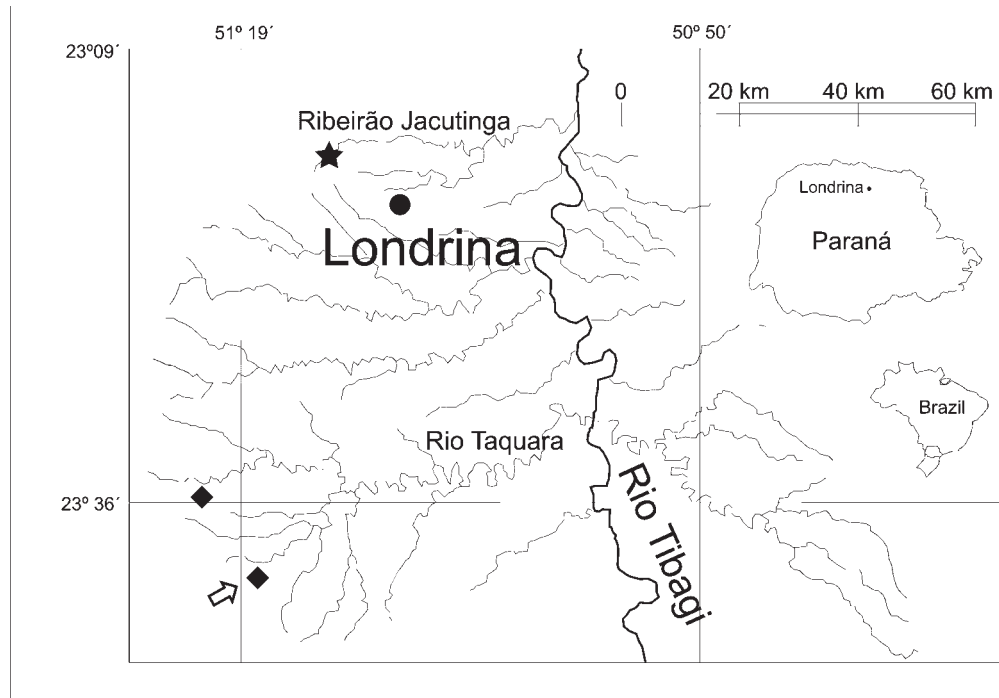 51º 19´
50º 50´
23º09´
0
20 km
40 km
60 km
Ribeirão Jacutinga
Londrina
Londrina
Paraná
Brazil
Rio Taquara
23º 36´
Rio Tibagi